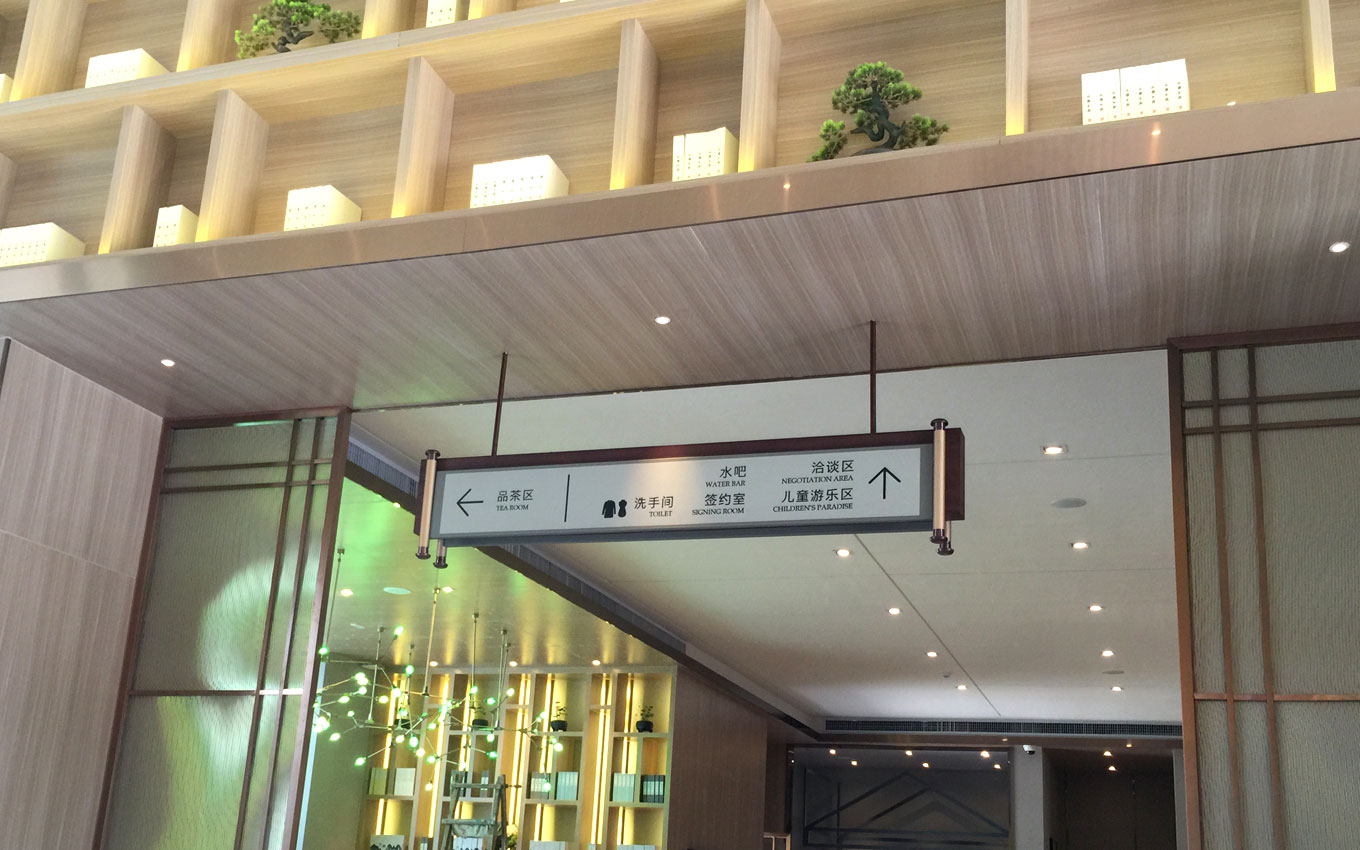 品茶区
TEA ROOM
洗手间
TOILET
水吧
WATER BAR
签约室
SIGNING ROOM
洽谈区
NEGOTIATION AREA
儿童游乐区
CHILDREN'S PARADISE